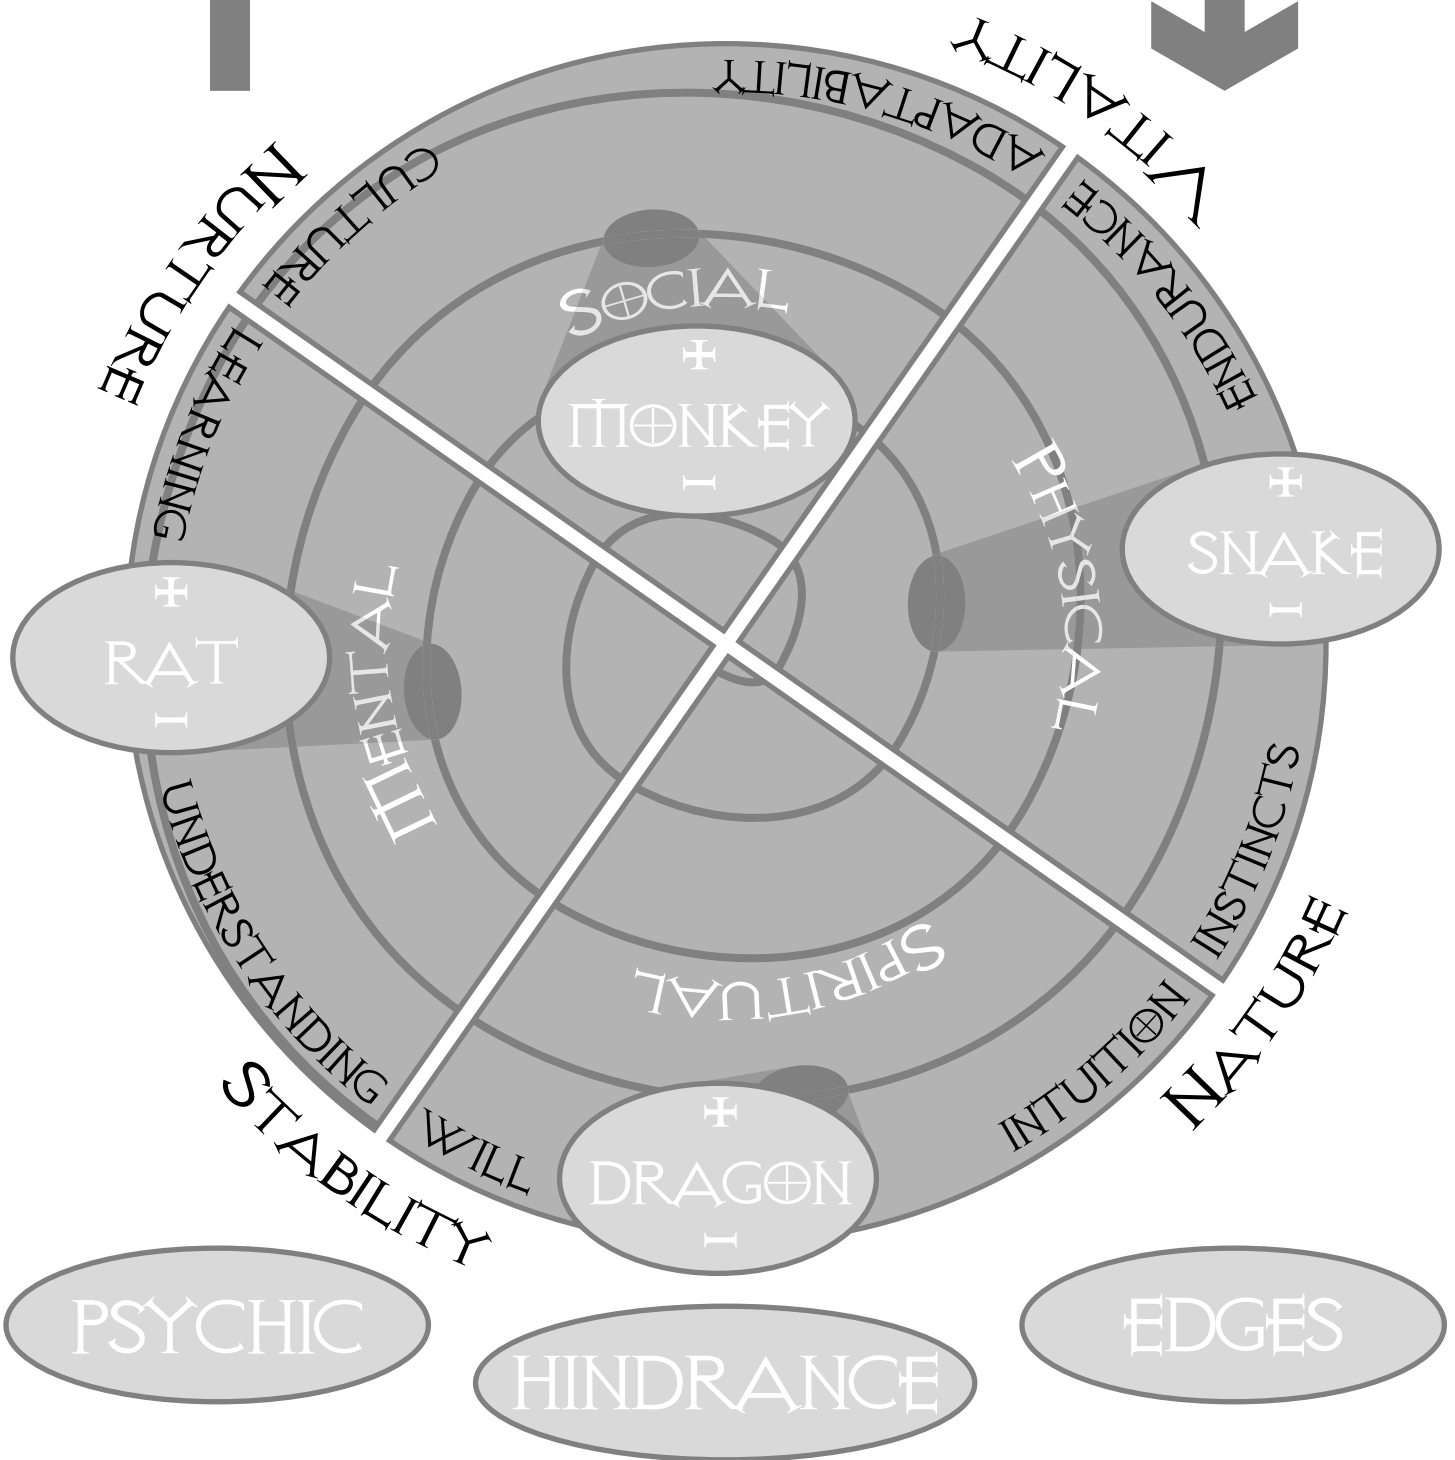 VITALITY
ADAPTABILITY
CULTURE
NURTURE
ENDURANCE
SOCIAL
+
MONKEY
−
LEARNING
PHYSICAL
+
SNAKE
−
+
RAT
−
MENTAL
UNDERSTANDING
INSTINCTS
SPIRITUAL
NATURE
INTUITION
STABILITY
WILL
+
DRAGON
−
PSYCHIC
EDGES
HINDRANCE